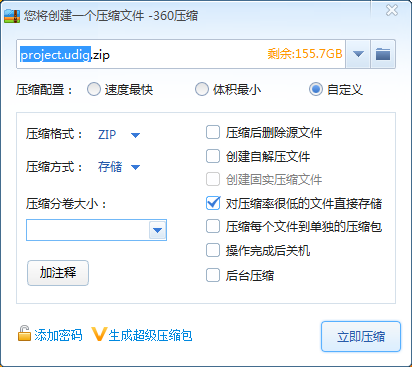 您将创建一个压缩文件 -360压缩
project.udig.zip 剩余:155.7GB
压缩配置： 速度最快 体积最小 自定义
压缩格式： ZIP
压缩方式： 存储
压缩分卷大小：
加注释
压缩后删除源文件
创建自解压文件
创建固实压缩文件
对压缩率很低的文件直接存储
压缩每个文件到单独的压缩包
操作完成后关机
后台压缩
添加密码 生成超级压缩包 立即压缩